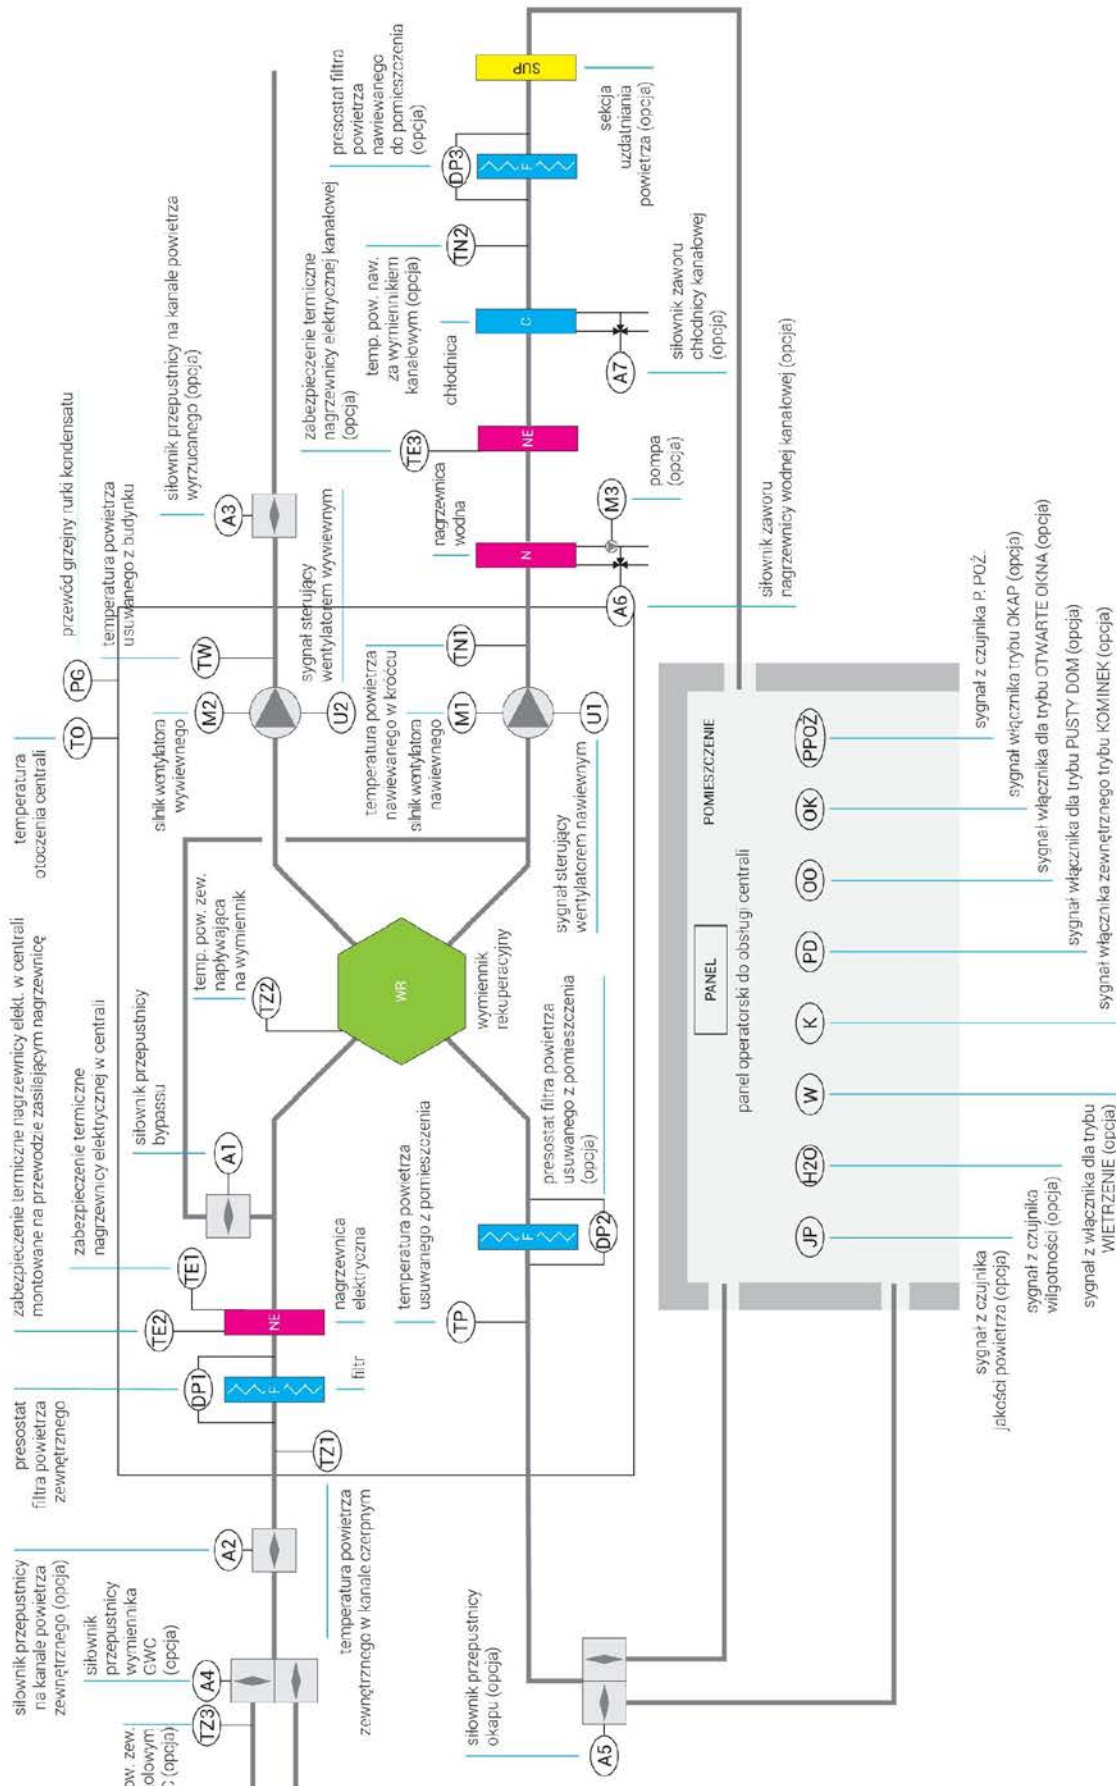 temperatura
otoczenia centrali
TO
PG
przewód grzejny rurki kondensatu
temperatura powietrza
usuwanego z budynku
TW
silnik wentylatora
wywiewnego
M2
U2
sygnał sterujący
wentylatorem wywiewnym
siłownik przepustnicy na kanale powietrza
wyrzucanego (opcja)
A3
zabezpieczenie termiczne nagrzewnicy elekt. w centrali
montowane na przewodzie zasilającym nagrzewnicę
TE2
zabezpieczenie termiczne
nagrzewnicy elektrycznej w centrali
TE1
siłownik przepustnicy
bypassu
A1
temp. pow. zew.
napływająca
na wymiennik
TZ2
WR
wymiennik
rekuperacyjny
presostat
filtra powietrza
zewnętrznego
DP1
F
filtr
NE
nagrzewnica
elektryczna
TZ1
temperatura powietrza
zewnętrznego w kanale czerpnym
siłownik przepustnicy
na kanale powietrza
zewnętrznego (opcja)
A2
siłownik
przepustnicy
wymiennika
GWC
(opcja)
A4
TZ3
ow. zew.
kolowym
C (opcja)
temperatura powietrza
usuwanego z pomieszczenia
TP
F
DP2
presostat filtra powietrza
usuwanego z pomieszczenia
(opcja)
siłownik przepustnicy
okapu (opcja)
A5
temperatura powietrza
nawiewanego w króćcu
TN1
silnik wentylatora
nawiewnego
M1
U1
sygnał sterujący
wentylatorem nawiewnym
nagrzewnica
wodna
N
A6
siłownik zaworu
nagrzewnicy wodnej kanałowej (opcja)
M3
pompa
(opcja)
zabezpieczenie termiczne
nagrzewnicy elektrycznej kanałowej
(opcja)
TE3
NE
chłodnica
C
A7
siłownik zaworu
chłodnicy kanałowej
(opcja)
temp. pow. naw.
za wymiennikiem
kanałowym (opcja)
TN2
presostat filtra
powietrza
nawiewanego
do pomieszczenia
(opcja)
DP3
F
SUP
sekcja
uzdatniania
powietrza (opcja)
POMIESZCZENIE
PANEL
panel operatorski do obsługi centrali
JP
H2O
W
K
PD
OO
OK
PPOŻ
sygnał z czujnika
jakości powietrza (opcja)
sygnał z czujnika
wilgotności (opcja)
sygnał z włącznika dla trybu
WIETRZENIE (opcja)
sygnał włącznika zewnętrznego trybu KOMINEK (opcja)
sygnał włącznika dla trybu PUSTY DOM (opcja)
sygnał włącznika dla trybu OTWARTE OKNA (opcja)
sygnał włącznika trybu OKAP (opcja)
sygnał z czujnika P. POŻ.